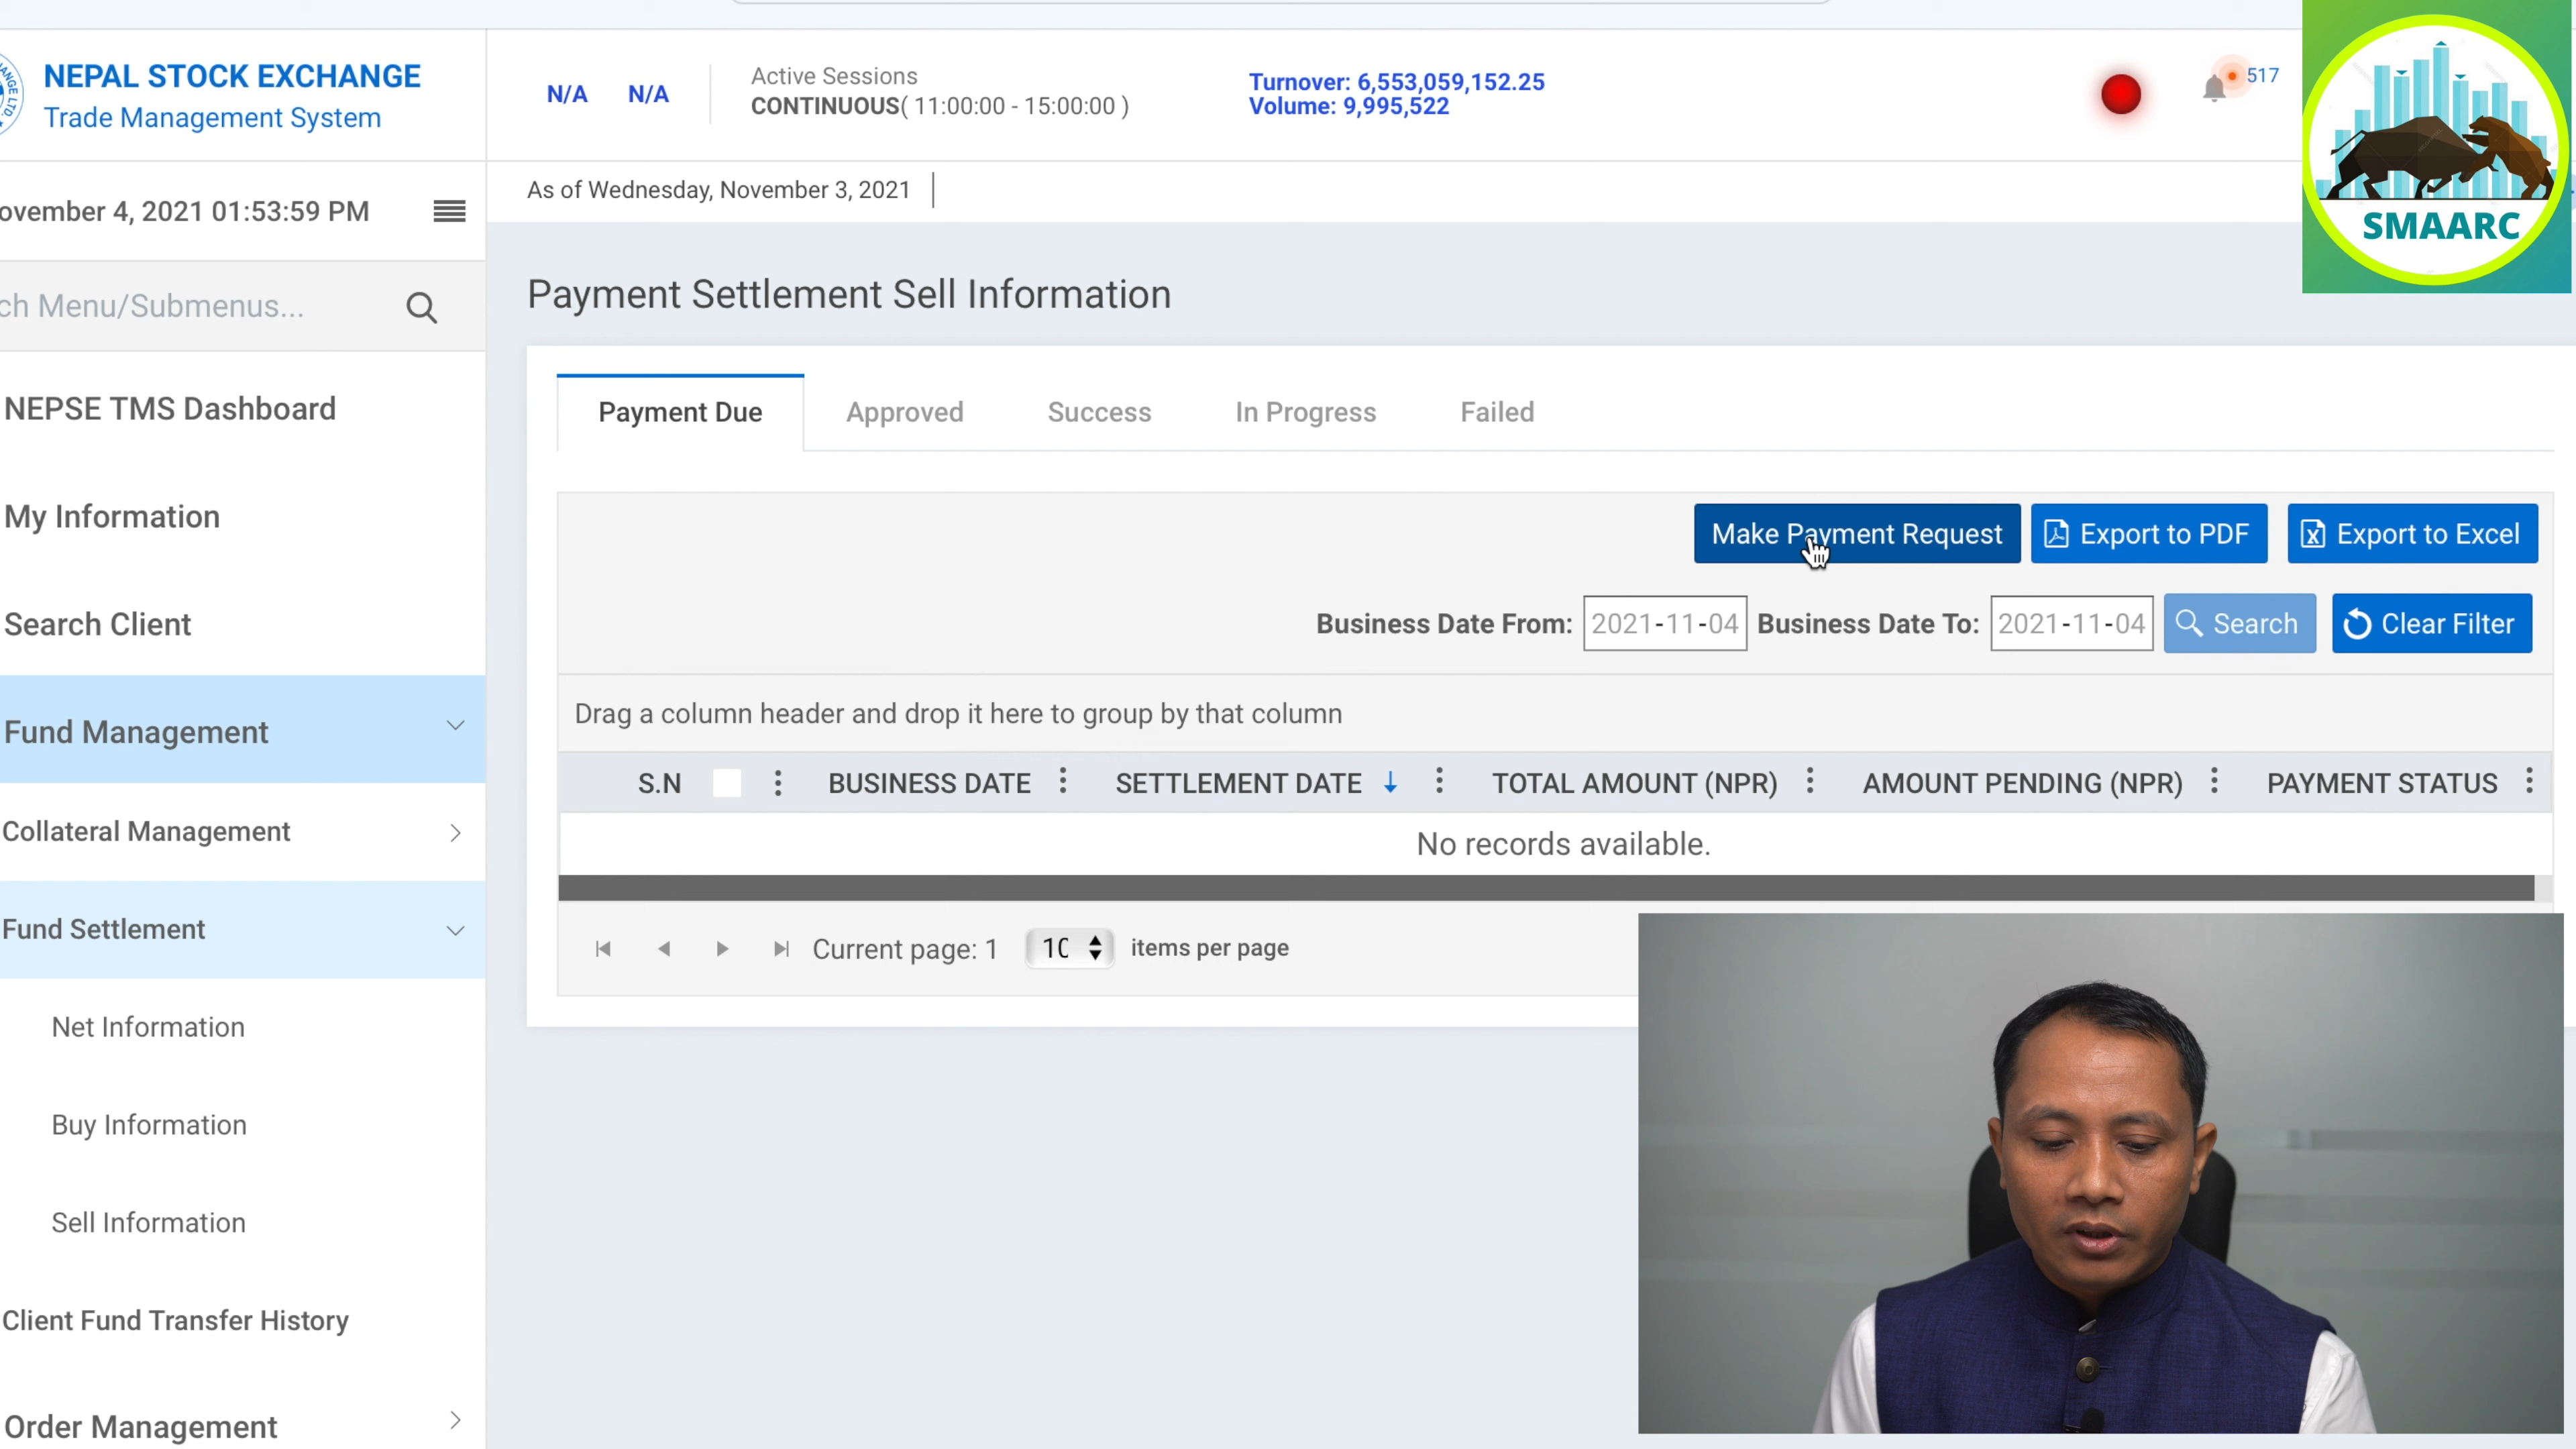 NEPAL STOCK EXCHANGE
Trade Management System
N/A N/A
Active Sessions
CONTINUOUS( 11:00:00 - 15:00:00 )
Turnover: 6,553,059,152.25
Volume: 9,995,522
517
SMAARC
ovember 4, 2021 01:53:59 PM
As of Wednesday, November 3, 2021
ch Menu/Submenus...
NEPSE TMS Dashboard
My Information
Search Client
Fund Management
Collateral Management
Fund Settlement
Net Information
Buy Information
Sell Information
Client Fund Transfer History
Order Management
Payment Settlement Sell Information
Payment Due Approved Success In Progress Failed
Make Payment Request Export to PDF Export to Excel
Business Date From: 2021-11-04 Business Date To: 2021-11-04 Search Clear Filter
Drag a column header and drop it here to group by that column
S.N BUSINESS DATE SETTLEMENT DATE TOTAL AMOUNT (NPR) AMOUNT PENDING (NPR) PAYMENT STATUS
No records available.
Current page: 1 10 items per page